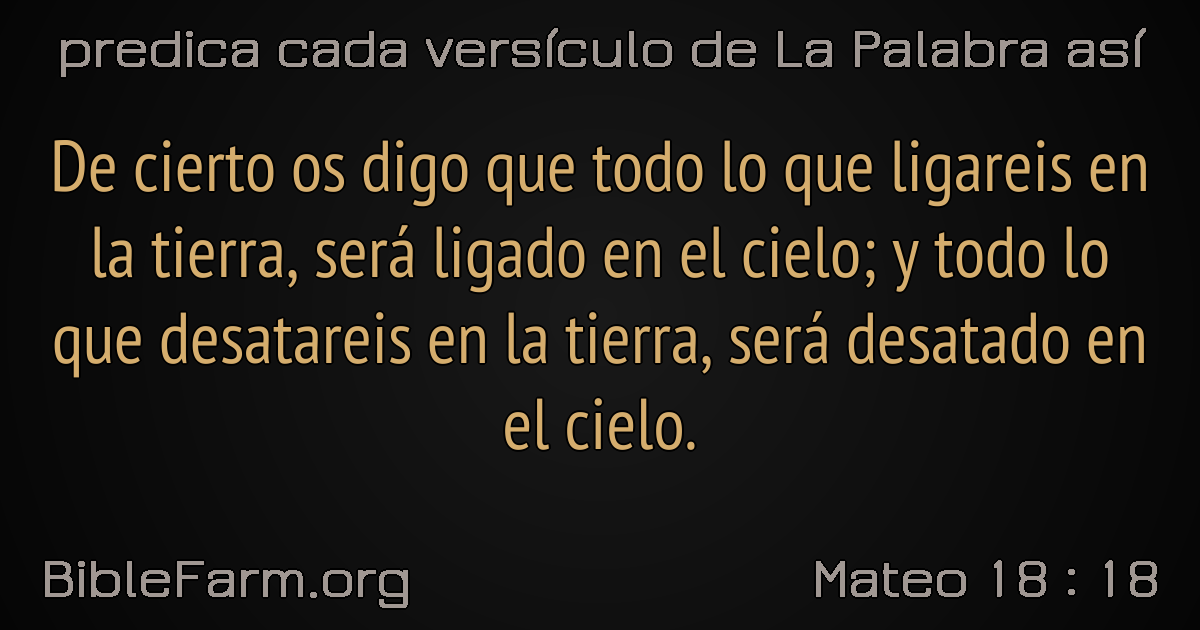 predica cada versículo de La Palabra así
De cierto os digo que todo lo que ligareis en
la tierra, será ligado en el cielo; y todo lo
que desatareis en la tierra, será desatado en
el cielo.
BibleFarm.org
Mateo 18 : 18